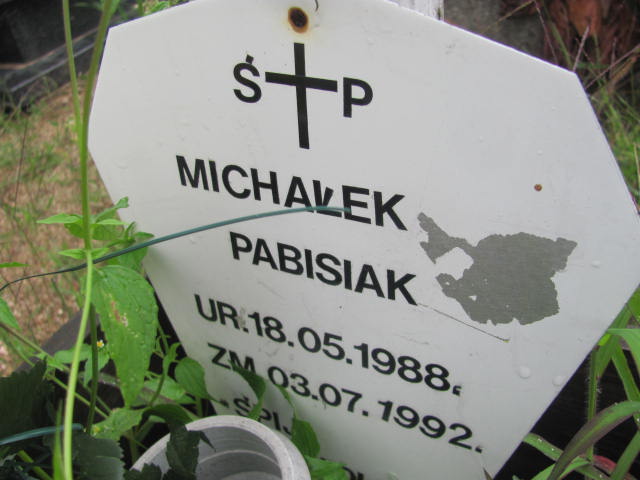 Ś P
MICHAŁEK
PABISIAK
UR.18.05.1988.
ZM.03.07.1992.